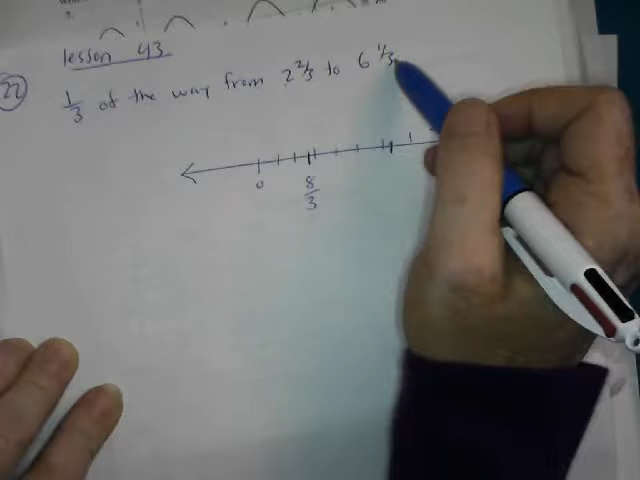 lesson 43
22 1/3 of the way from 2 2/3 to 6 1/3
0 8/3